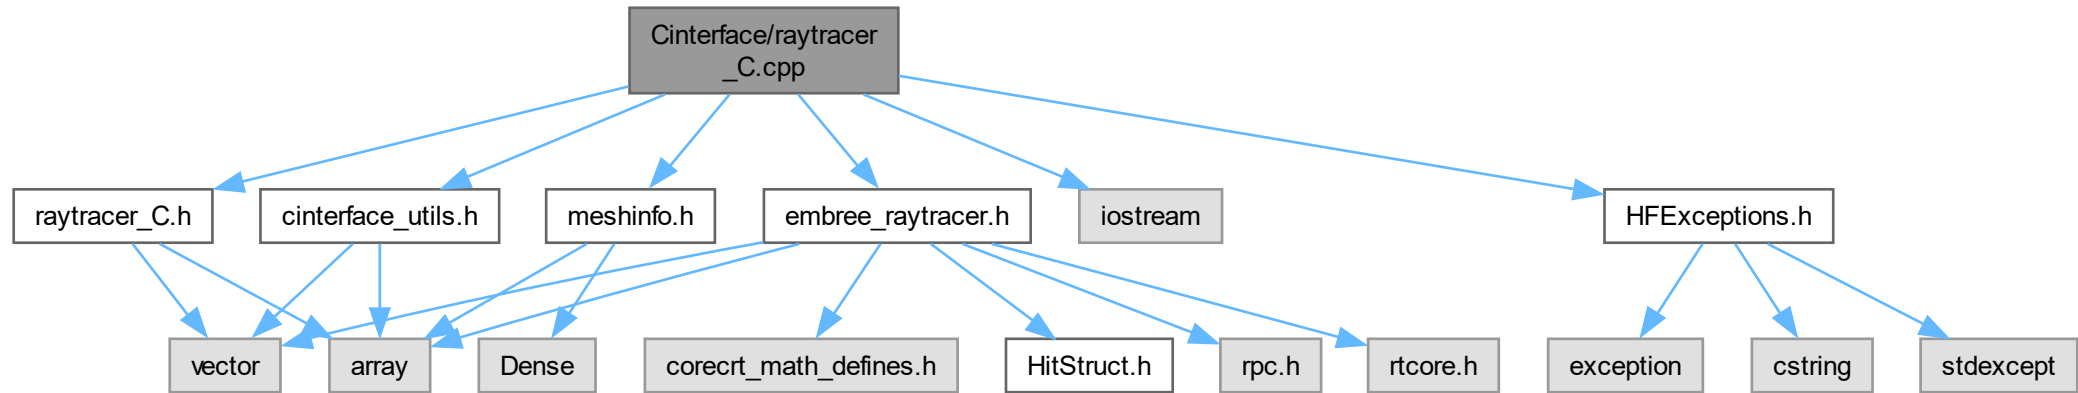 Cinterface/raytracer
_C.cpp
raytracer_C.h
cinterface_utils.h
meshinfo.h
embree_raytracer.h
iostream
HFExceptions.h
vector
array
Dense
corecrt_math_defines.h
HitStruct.h
rpc.h
rtcore.h
exception
cstring
stdexcept